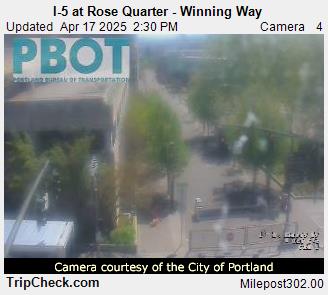 I-5 at Rose Quarter - Winning Way
Updated Apr 17 2025 2:30 PM Camera 4
PBOT
PORTLAND BUREAU OF TRANSPORTATION
Camera courtesy of the City of Portland
TripCheck.com Milepost302.00